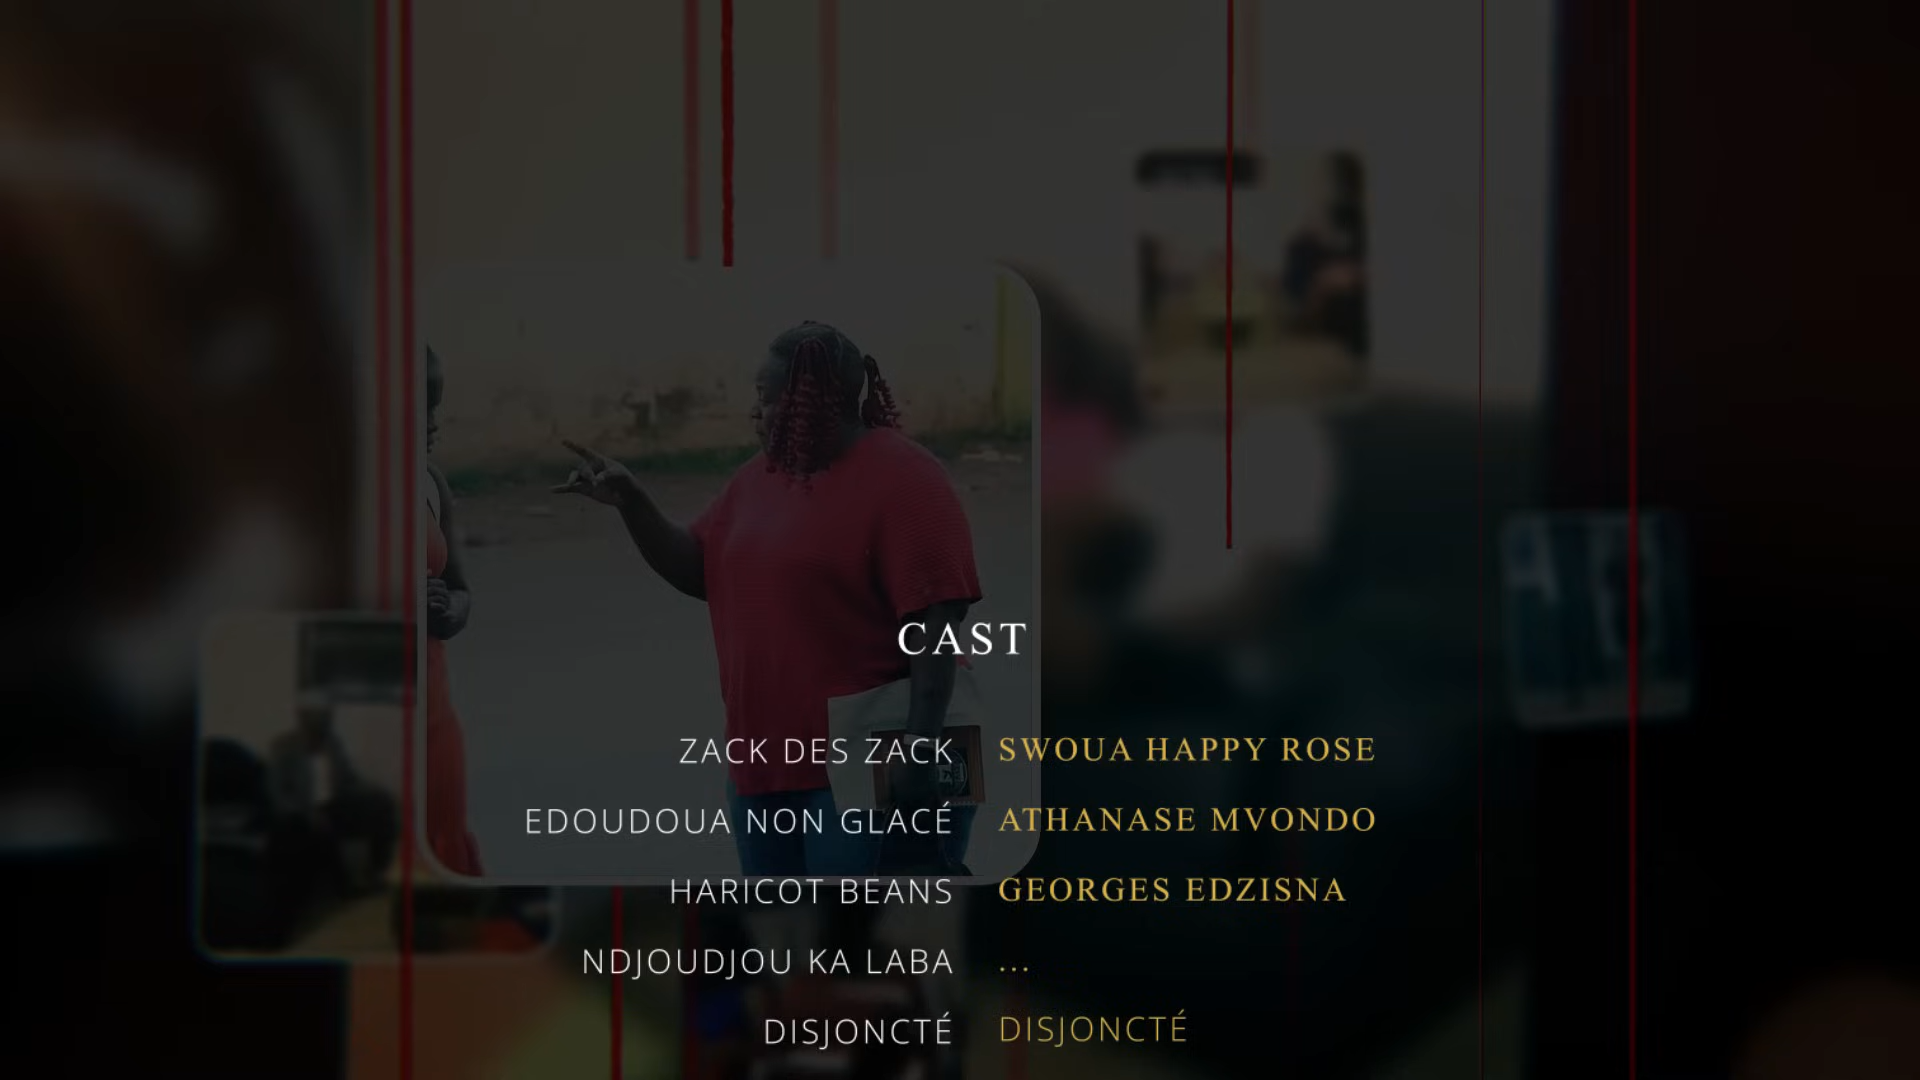 CAST
ZACK DES ZACK SWOUA HAPPY ROSE
EDOUDOUA NON GLACÉ ATHANASE MVONDO
HARICOT BEANS GEORGES EDZISNA
NDJOUDJOU KA LABA ...
DISJONCTÉ DISJONCTÉ